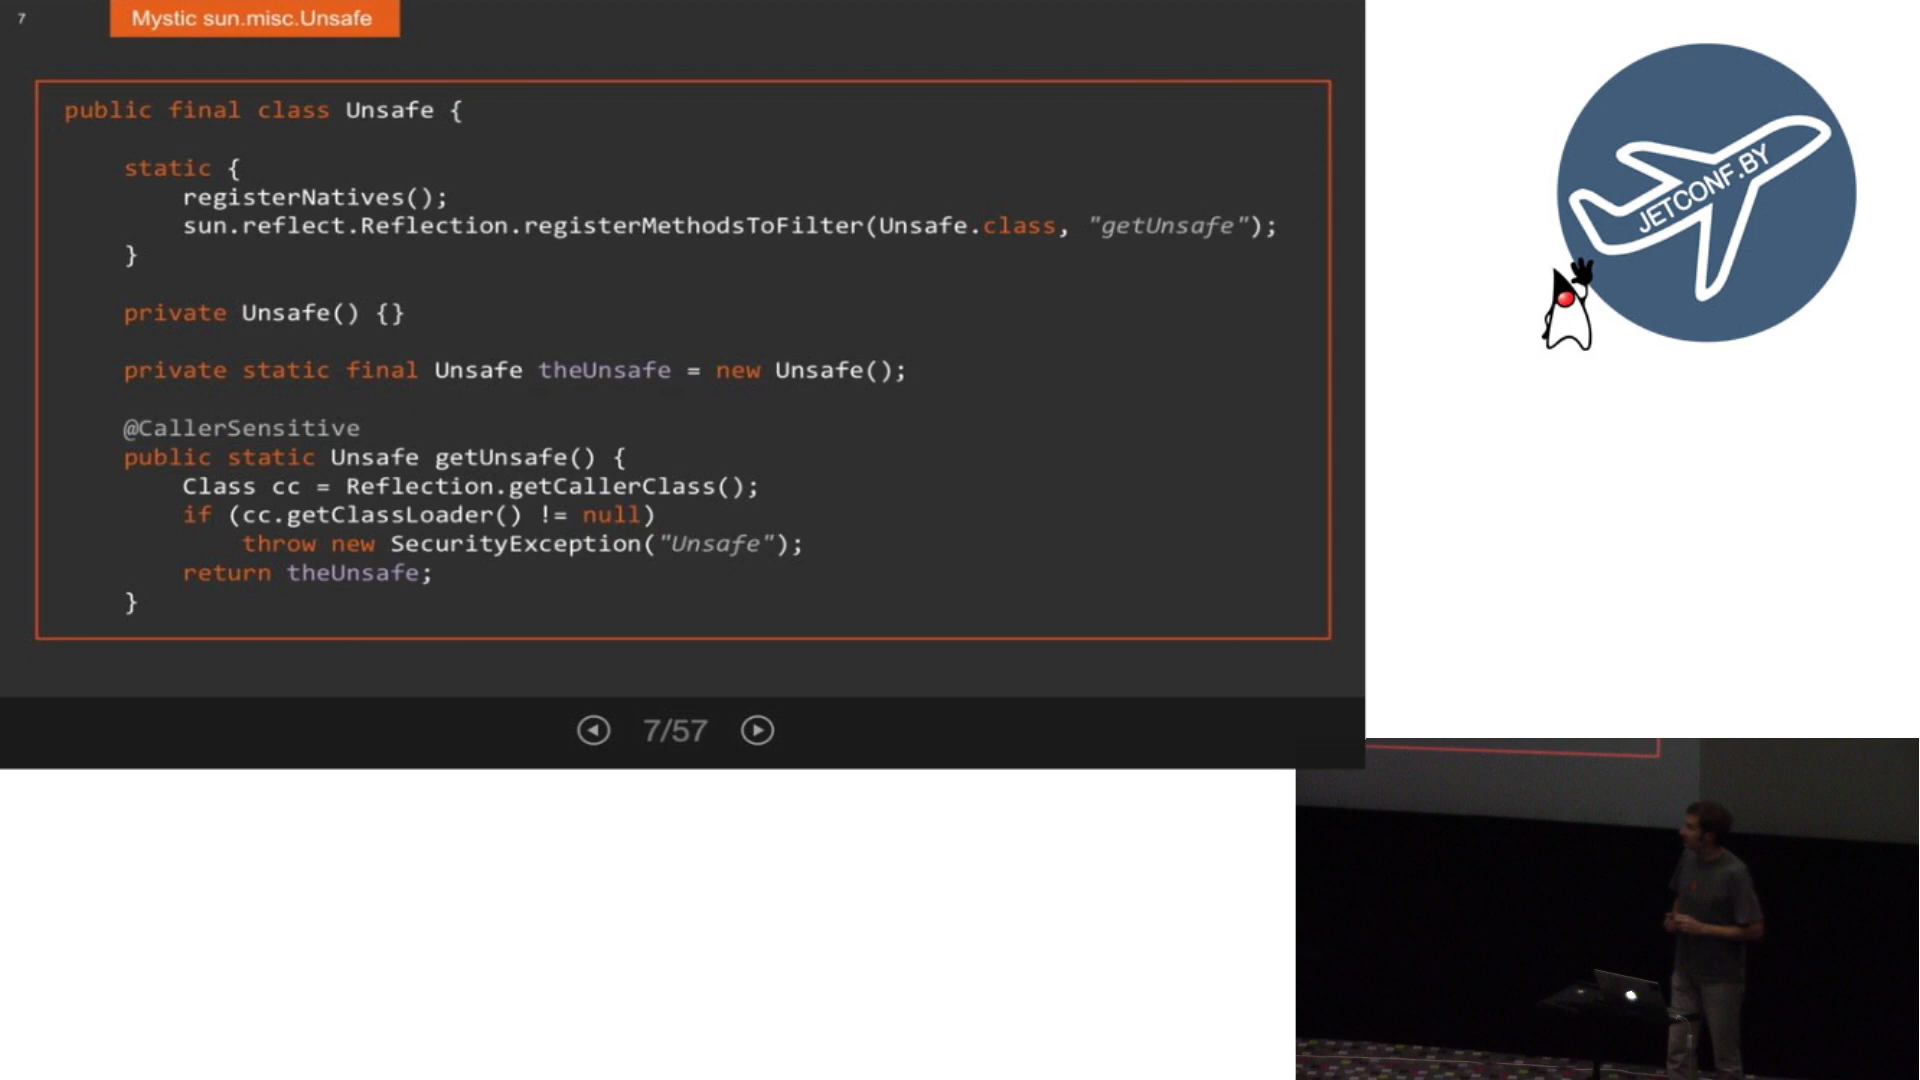 7
Mystic sun.misc.Unsafe
public final class Unsafe {
static {
registerNatives();
sun.reflect.Reflection.registerMethodsToFilter(Unsafe.class, "getUnsafe");
}
private Unsafe() {}
private static final Unsafe theUnsafe = new Unsafe();
@CallerSensitive
public static Unsafe getUnsafe() {
Class cc = Reflection.getCallerClass();
if (cc.getClassLoader() != null)
throw new SecurityException("Unsafe");
return theUnsafe;
}
7/57
JETCONF.BY